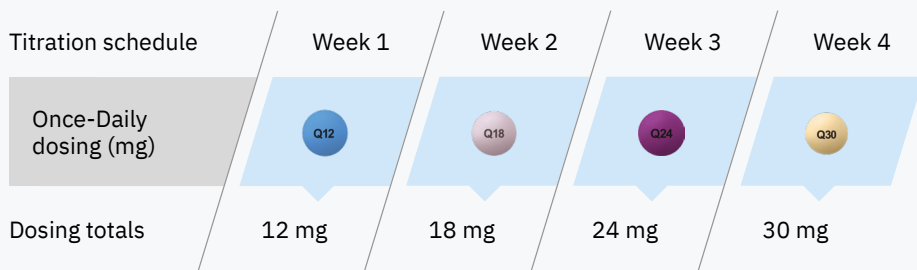 Titration schedule Week 1 Week 2 Week 3 Week 4
Once-Daily
dosing (mg)
Q12 Q18 Q24 Q30
Dosing totals 12 mg 18 mg 24 mg 30 mg